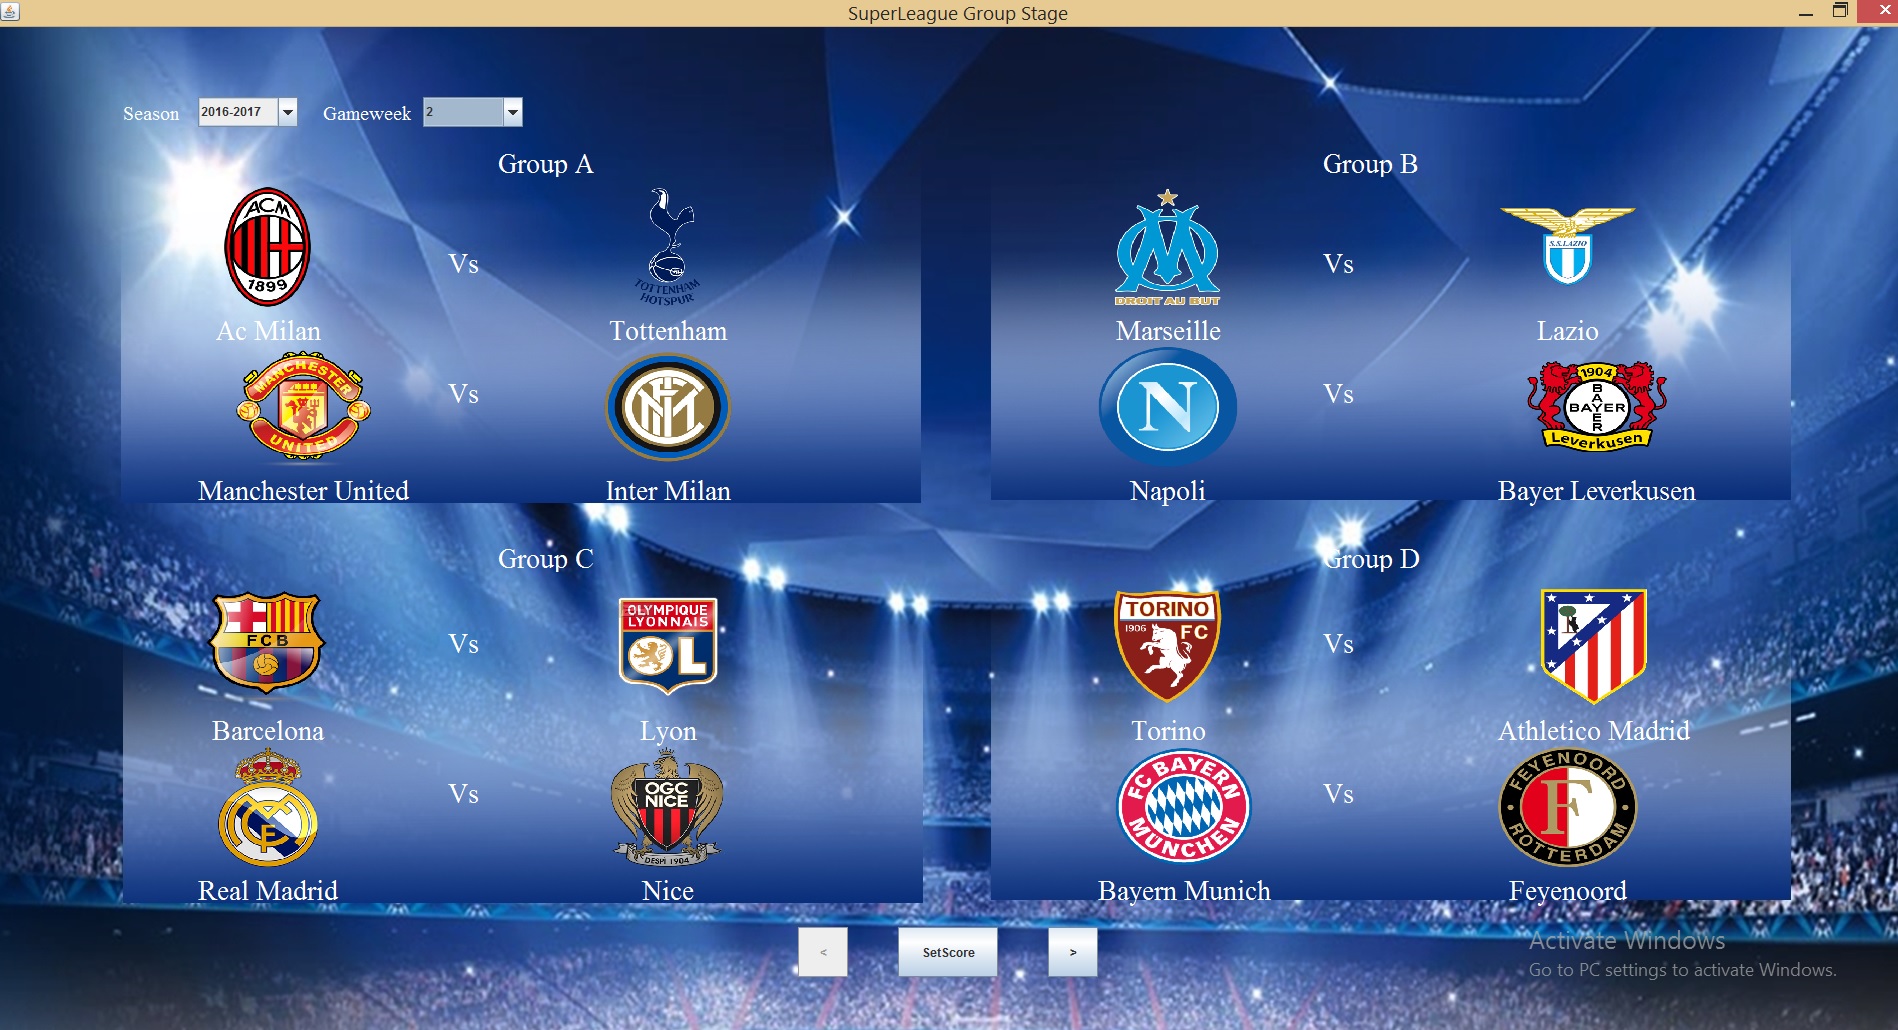 SuperLeague Group Stage
Season 2016-2017 Gameweek 2
Group A
Group B
ACM
1899
Vs
TOTTENHAM
HOTSPUR
DROIT AU BUT
Vs
S.S.LAZIO
Ac Milan
Tottenham
Marseille
Lazio
MANCHESTER
UNITED
Vs
N
Vs
1904
BAYER
BAYER
Leverkusen
Manchester United
Inter Milan
Napoli
Bayer Leverkusen
Group C
Group D
FCB
Vs
OLYMPIQUE
LYONNAIS
OL
TORINO
1906 FC
Vs
Barcelona
Lyon
Torino
Athletico Madrid
Vs
OGC
NICE
DESPÍ 1904
FC BAYERN
MÜNCHEN
Vs
FEYENOORD
F
ROTTERDAM
Real Madrid
Nice
Bayern Munich
Feyenoord
< SetScore >
Activate Windows
Go to PC settings to activate Windows.